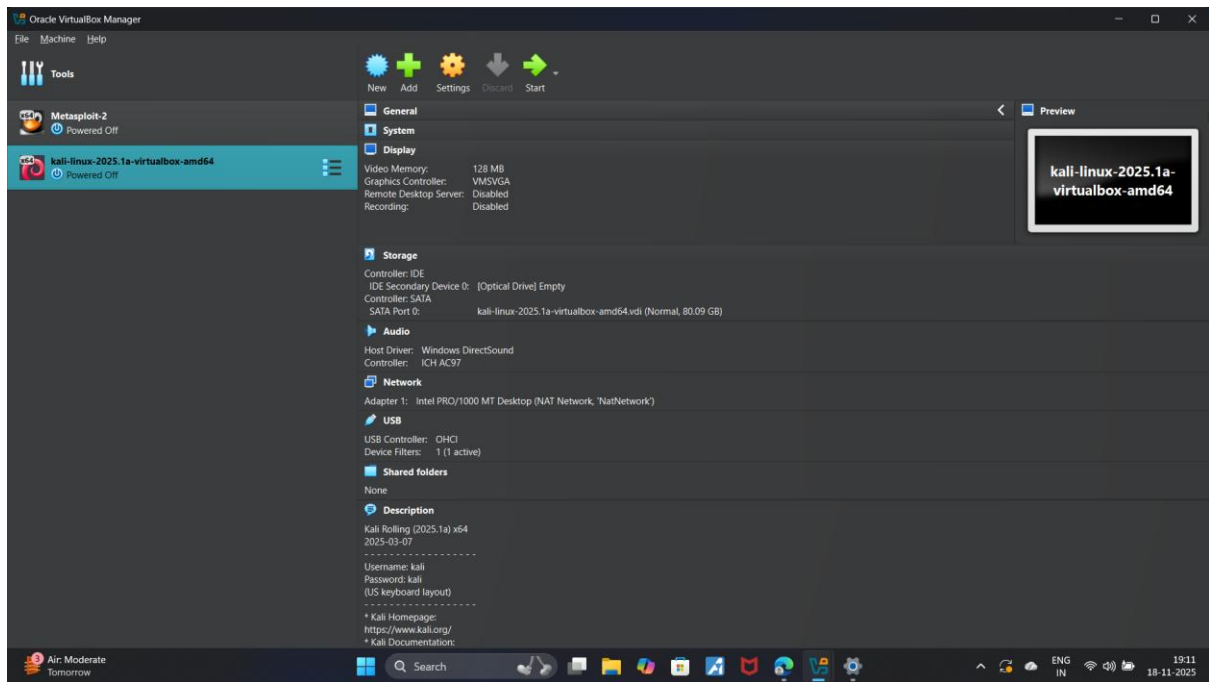 Oracle VirtualBox Manager
File Machine Help
Tools
New Add Settings Discard Start
Metasploit-2
Powered Off
kali-linux-2025.1a-virtualbox-amd64
Powered Off
General
System
Display
Video Memory: 128 MB
Graphics Controller: VMSVGA
Remote Desktop Server: Disabled
Recording: Disabled
Storage
Controller: IDE
IDE Secondary Device 0: [Optical Drive] Empty
Controller: SATA
SATA Port 0: kali-linux-2025.1a-virtualbox-amd64.vdi (Normal, 80.09 GB)
Audio
Host Driver: Windows DirectSound
Controller: ICH AC97
Network
Adapter 1: Intel PRO/1000 MT Desktop (NAT Network, 'NatNetwork')
USB
USB Controller: OHCI
Device Filters: 1 (1 active)
Shared folders
None
Description
Kali Rolling (2025.1a) x64
2025-03-07
- - - - - - - - - - - - - - - - - -
Username: kali
Password: kali
(US keyboard layout)
- - - - - - - - - - - - - - - - - -
* Kali Homepage:
https://www.kali.org/
* Kali Documentation:
Preview
kali-linux-2025.1a-
virtualbox-amd64
3
Air: Moderate
Tomorrow
Search
ENG
IN
19:11
18-11-2025